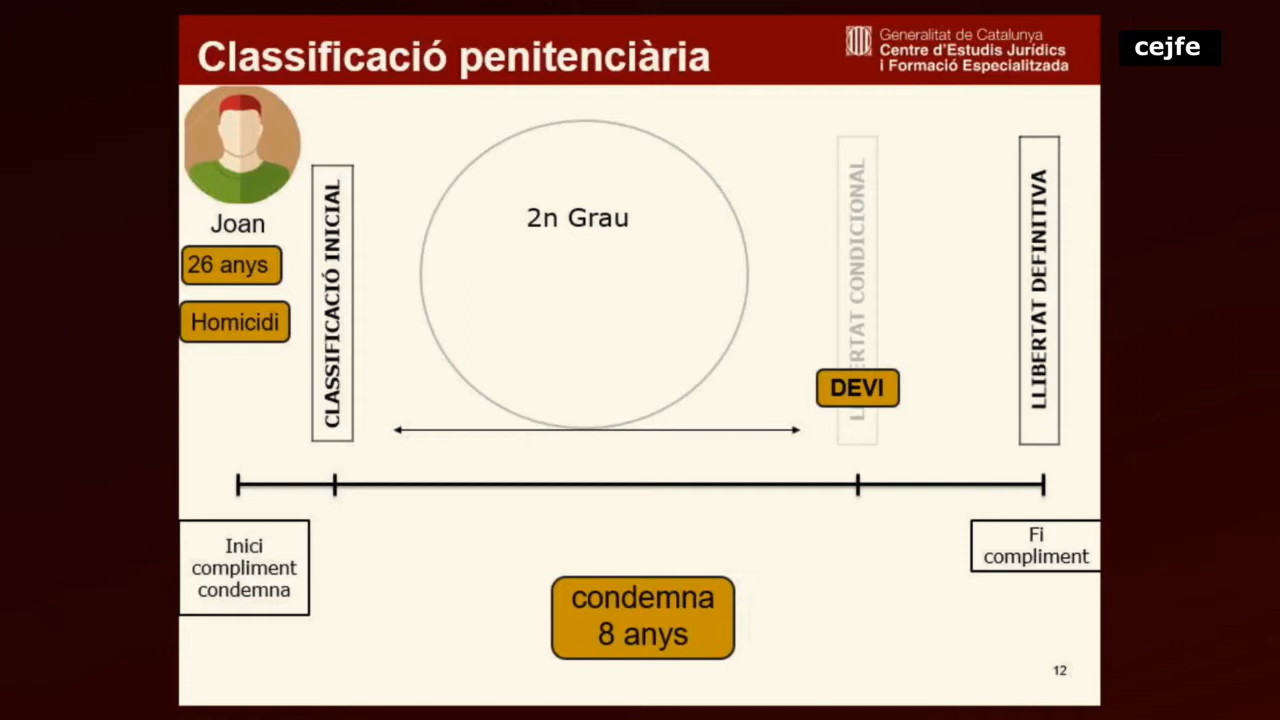 Classificació penitenciària
Generalitat de Catalunya
Centre d'Estudis Jurídics
i Formació Especialitzada
cejfe
Joan
26 anys
Homicidi
CLASSIFICACIÓ INICIAL
2n Grau
LLIBERTAT CONDICIONAL
DEVI
LLIBERTAT DEFINITIVA
Inici
compliment
condemna
Fi
compliment
condemna
8 anys
12